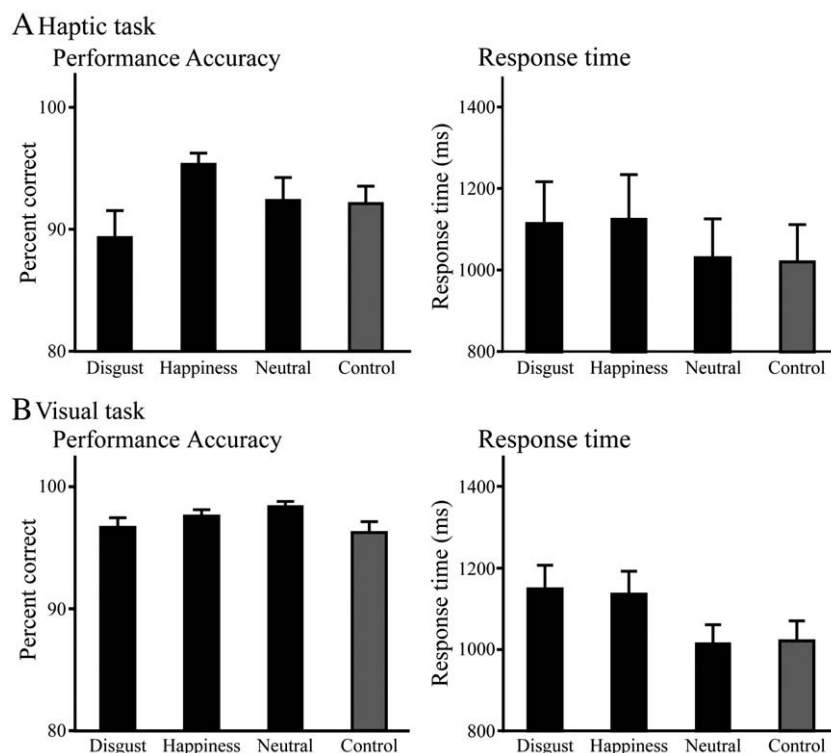 A Haptic task
Performance Accuracy
Percent correct
100
90
80
Disgust Happiness Neutral Control
Response time
Response time (ms)
1400
1200
1000
800
Disgust Happiness Neutral Control
B Visual task
Performance Accuracy
Percent correct
100
90
80
Disgust Happiness Neutral Control
Response time
Response time (ms)
1400
1200
1000
800
Disgust Happiness Neutral Control